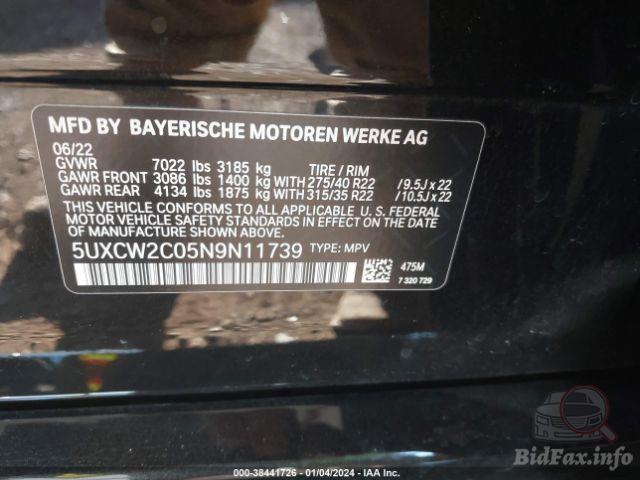 MFD BY BAYERISCHE MOTOREN WERKE AG
06/22
GVWR 7022 lbs 3185 kg TIRE / RIM
GAWR FRONT 3086 lbs 1400 kg WITH 275/40 R22 /9.5J x 22
GAWR REAR 4134 lbs 1875 kg WITH 315/35 R22 /10.5J x 22
THIS VEHICLE CONFORMS TO ALL APPLICABLE U.S. FEDERAL
MOTOR VEHICLE SAFETY STANDARDS IN EFFECT ON THE DATE
OF MANUFACTURE SHOWN ABOVE.
5UXCW2C05N9N11739 TYPE: MPV
475M
7 320 729
000-38441726 - 01/04/2024 - IAA Inc.
BidFax.info